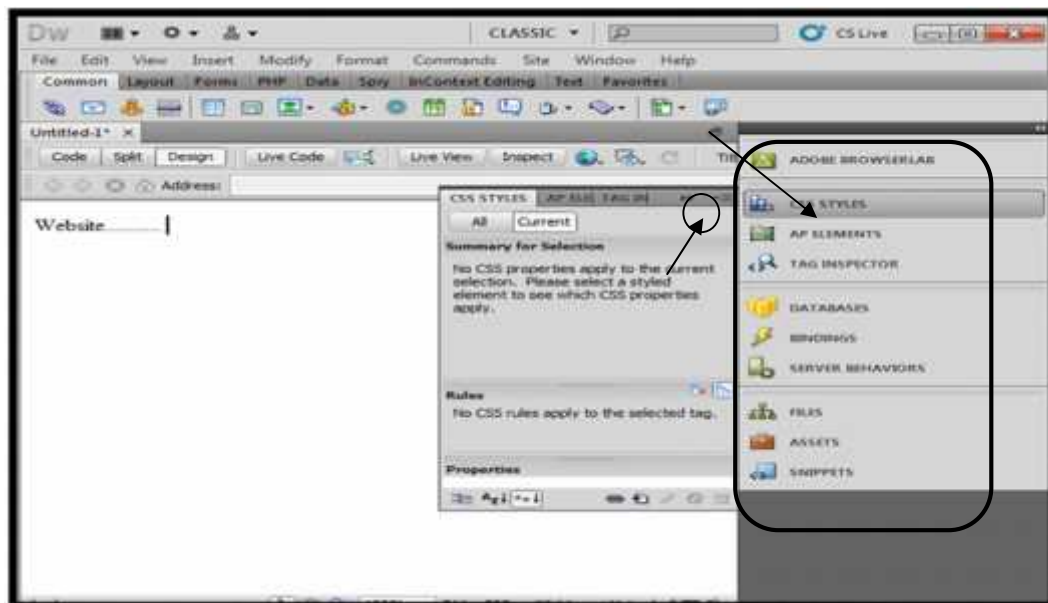 Dw CLASSIC CS Live
File Edit View Insert Modify Format Commands Site Window Help
Common Layout Forms PHP Data Spry InContext Editing Text Favorites
Untitled-1* ×
Code Split Design Live Code Live View Inspect
Address:
Website
CSS STYLES AP ELE TAG IN
All Current
Summary for Selection
No CSS properties apply to the current
selection. Please select a styled
element to see which CSS properties
apply.
Rules
No CSS rules apply to the selected tag.
Properties
ADOBE BROWSERLAB
CSS STYLES
AP ELEMENTS
TAG INSPECTOR
DATABASES
BINDINGS
SERVER BEHAVIORS
FILES
ASSETS
SNIPPETS